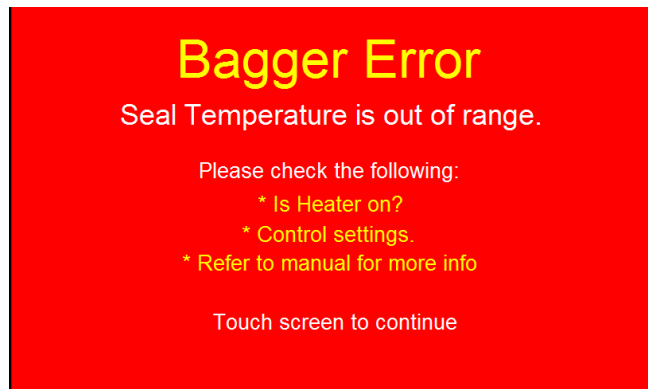 Bagger Error
Seal Temperature is out of range.
Please check the following:
* Is Heater on?
* Control settings.
* Refer to manual for more info
Touch screen to continue